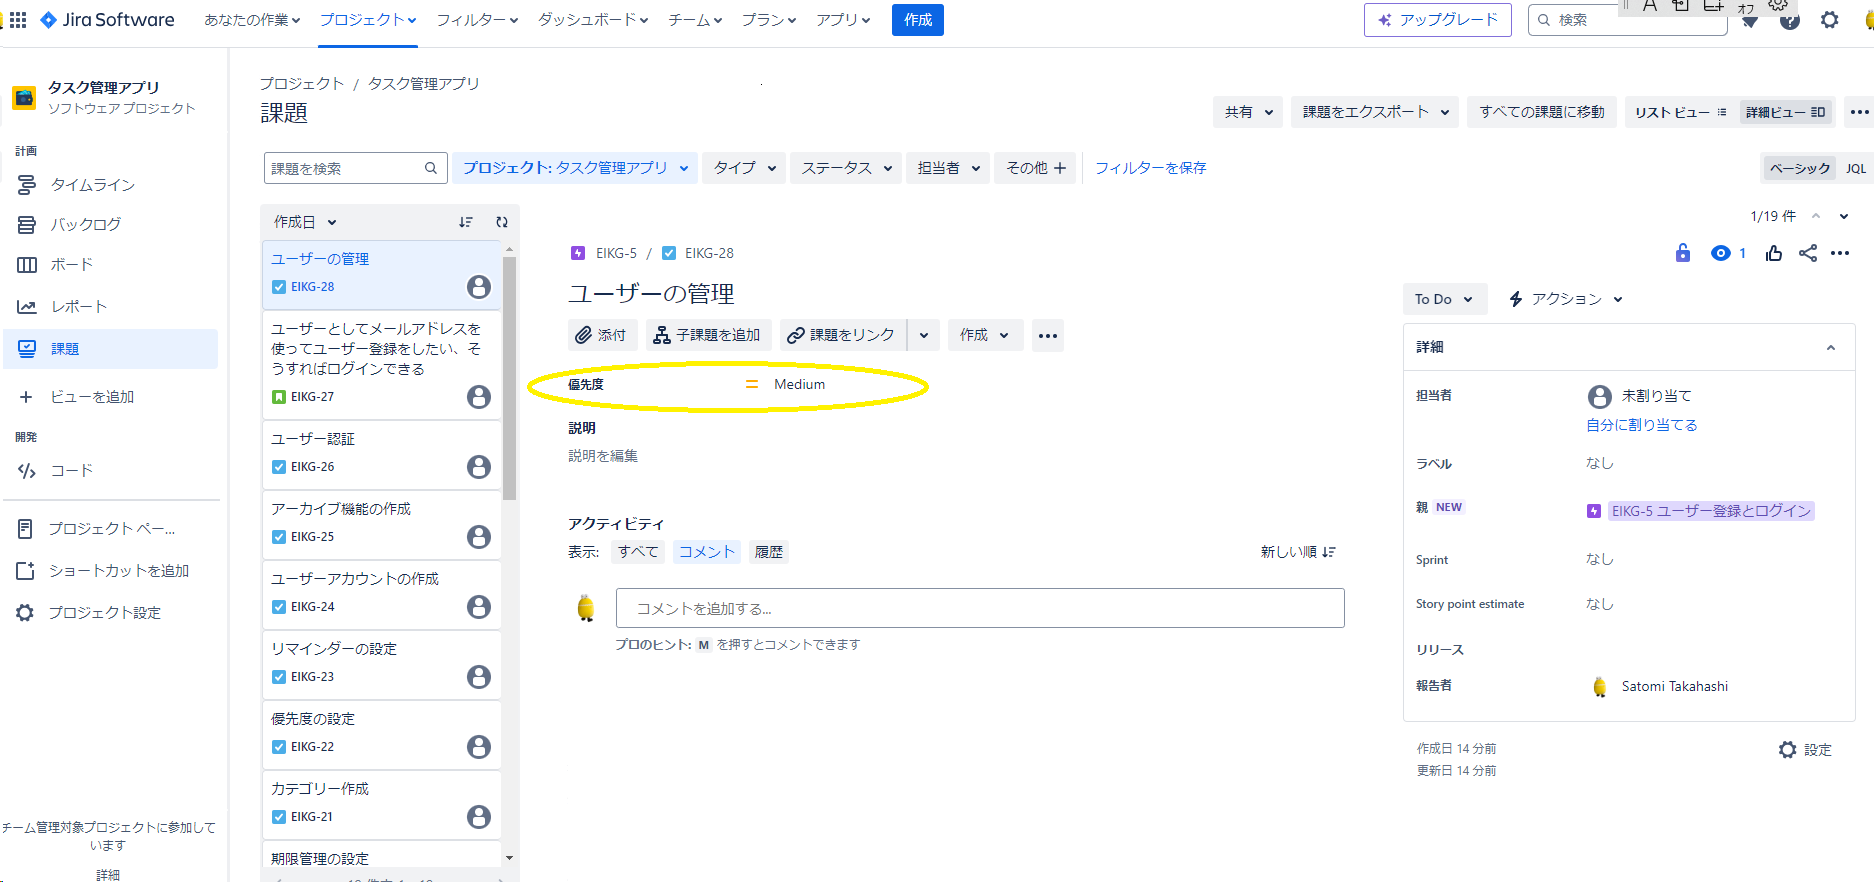 Jira Software あなたの作業 プロジェクト フィルター ダッシュボード チーム プラン アプリ 作成 アップグレード 検索 A オフ
タスク管理アプリ
ソフトウェア プロジェクト
計画
タイムライン
バックログ
ボード
レポート
課題
ビューを追加
開発
コード
プロジェクト ペー...
ショートカットを追加
プロジェクト設定
チーム管理対象プロジェクトに参加して
います
詳細
プロジェクト / タスク管理アプリ
課題
共有 課題をエクスポート すべての課題に移動 リスト ビュー 詳細ビュー
課題を検索 プロジェクト: タスク管理アプリ タイプ ステータス 担当者 その他 フィルターを保存 ベーシック JQL
作成日
ユーザーの管理
EIKG-28
ユーザーとしてメールアドレスを
使ってユーザー登録をしたい、そ
うすればログインできる
EIKG-27
ユーザー認証
EIKG-26
アーカイブ機能の作成
EIKG-25
ユーザーアカウントの作成
EIKG-24
リマインダーの設定
EIKG-23
優先度の設定
EIKG-22
カテゴリー作成
EIKG-21
期限管理の設定
1/19 件
EIKG-5 / EIKG-28
1
ユーザーの管理
添付 子課題を追加 課題をリンク 作成
優先度 Medium
説明
説明を編集
アクティビティ
表示: すべて コメント 履歴 新しい順
コメントを追加する...
プロのヒント: M を押すとコメントできます
To Do アクション
詳細
担当者 未割り当て
自分に割り当てる
ラベル なし
親 NEW EIKG-5 ユーザー登録とログイン
Sprint なし
Story point estimate なし
リリース
報告者 Satomi Takahashi
作成日 14 分前
更新日 14 分前
設定